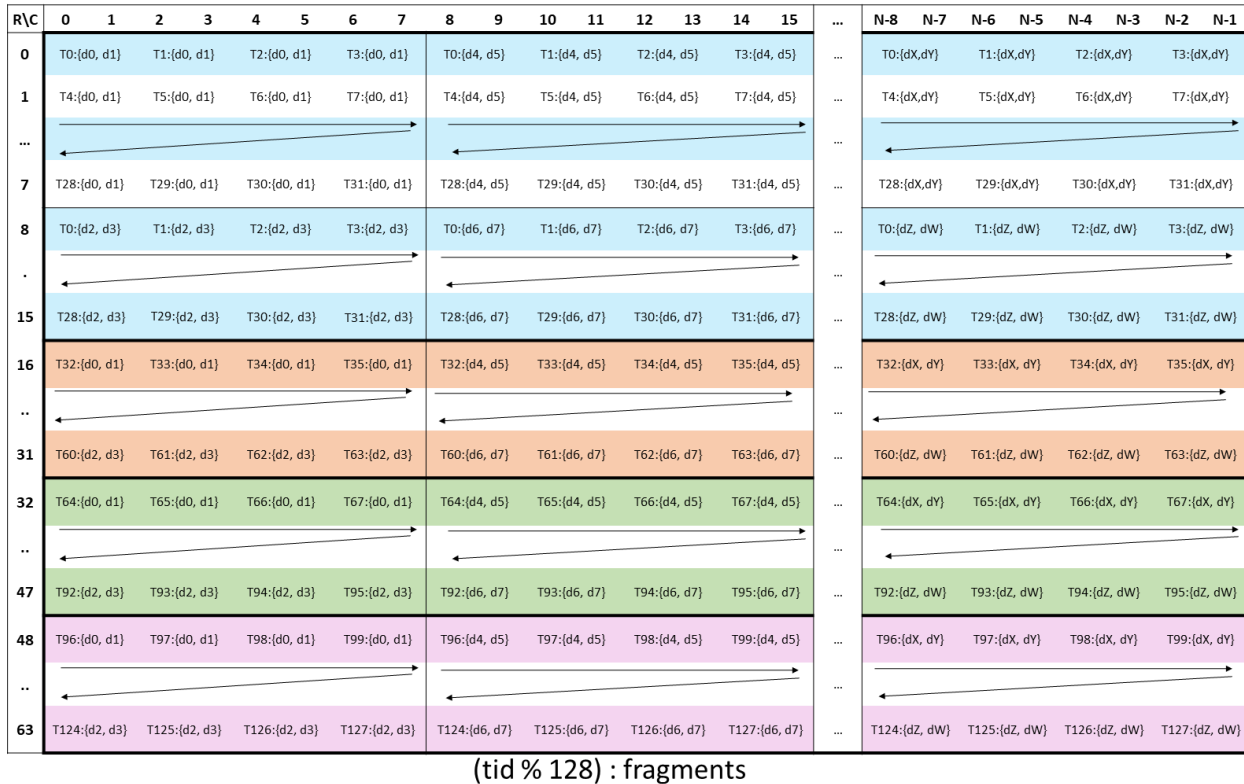 R\C 0 1 2 3 4 5 6 7 8 9 10 11 12 13 14 15 ... N-8 N-7 N-6 N-5 N-4 N-3 N-2 N-1
0 T0:{d0, d1} T1:{d0, d1} T2:{d0, d1} T3:{d0, d1} T0:{d4, d5} T1:{d4, d5} T2:{d4, d5} T3:{d4, d5} ... T0:{dX,dY} T1:{dX,dY} T2:{dX,dY} T3:{dX,dY}
1 T4:{d0, d1} T5:{d0, d1} T6:{d0, d1} T7:{d0, d1} T4:{d4, d5} T5:{d4, d5} T6:{d4, d5} T7:{d4, d5} ... T4:{dX,dY} T5:{dX,dY} T6:{dX,dY} T7:{dX,dY}
... ...
7 T28:{d0, d1} T29:{d0, d1} T30:{d0, d1} T31:{d0, d1} T28:{d4, d5} T29:{d4, d5} T30:{d4, d5} T31:{d4, d5} ... T28:{dX,dY} T29:{dX,dY} T30:{dX,dY} T31:{dX,dY}
8 T0:{d2, d3} T1:{d2, d3} T2:{d2, d3} T3:{d2, d3} T0:{d6, d7} T1:{d6, d7} T2:{d6, d7} T3:{d6, d7} ... T0:{dZ, dW} T1:{dZ, dW} T2:{dZ, dW} T3:{dZ, dW}
. ...
15 T28:{d2, d3} T29:{d2, d3} T30:{d2, d3} T31:{d2, d3} T28:{d6, d7} T29:{d6, d7} T30:{d6, d7} T31:{d6, d7} ... T28:{dZ, dW} T29:{dZ, dW} T30:{dZ, dW} T31:{dZ, dW}
16 T32:{d0, d1} T33:{d0, d1} T34:{d0, d1} T35:{d0, d1} T32:{d4, d5} T33:{d4, d5} T34:{d4, d5} T35:{d4, d5} ... T32:{dX, dY} T33:{dX, dY} T34:{dX, dY} T35:{dX, dY}
.. ...
31 T60:{d2, d3} T61:{d2, d3} T62:{d2, d3} T63:{d2, d3} T60:{d6, d7} T61:{d6, d7} T62:{d6, d7} T63:{d6, d7} ... T60:{dZ, dW} T61:{dZ, dW} T62:{dZ, dW} T63:{dZ, dW}
32 T64:{d0, d1} T65:{d0, d1} T66:{d0, d1} T67:{d0, d1} T64:{d4, d5} T65:{d4, d5} T66:{d4, d5} T67:{d4, d5} ... T64:{dX, dY} T65:{dX, dY} T66:{dX, dY} T67:{dX, dY}
.. ...
47 T92:{d2, d3} T93:{d2, d3} T94:{d2, d3} T95:{d2, d3} T92:{d6, d7} T93:{d6, d7} T94:{d6, d7} T95:{d6, d7} ... T92:{dZ, dW} T93:{dZ, dW} T94:{dZ, dW} T95:{dZ, dW}
48 T96:{d0, d1} T97:{d0, d1} T98:{d0, d1} T99:{d0, d1} T96:{d4, d5} T97:{d4, d5} T98:{d4, d5} T99:{d4, d5} ... T96:{dX, dY} T97:{dX, dY} T98:{dX, dY} T99:{dX, dY}
.. ...
63 T124:{d2, d3} T125:{d2, d3} T126:{d2, d3} T127:{d2, d3} T124:{d6, d7} T125:{d6, d7} T126:{d6, d7} T127:{d6, d7} ... T124:{dZ, dW} T125:{dZ, dW} T126:{dZ, dW} T127:{dZ, dW}
(tid % 128) : fragments